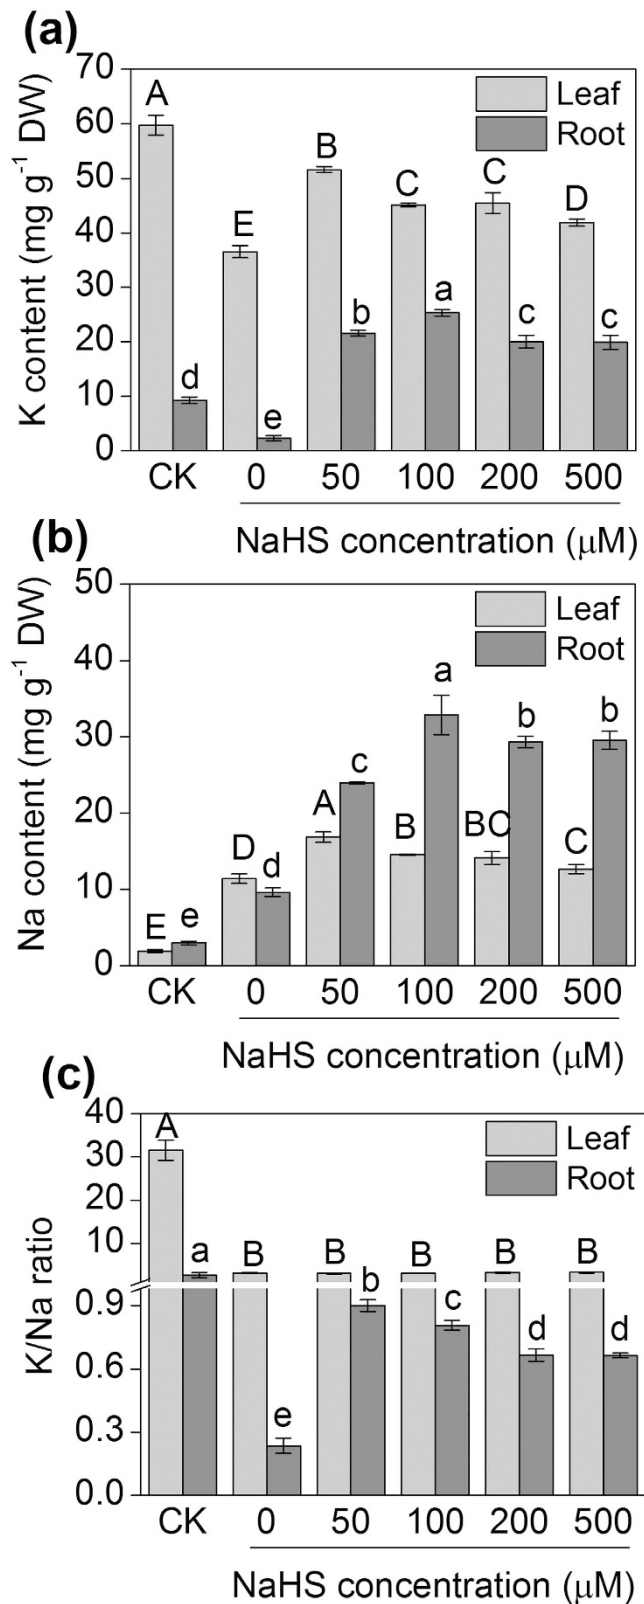 (a)
K content (mg g⁻¹ DW)
70
60
50
40
30
20
10
0
Leaf
Root
A
d
E
e
B
b
C
a
C
c
D
c
CK 0 50 100 200 500
NaHS concentration (μM)
(b)
Na content (mg g⁻¹ DW)
50
40
30
20
10
0
Leaf
Root
E
e
D
d
A
c
B
a
BC
b
C
b
CK 0 50 100 200 500
NaHS concentration (μM)
(c)
K/Na ratio
40
30
20
10
0.9
0.6
0.3
0.0
Leaf
Root
A
a
B
e
B
b
B
c
B
d
B
d
CK 0 50 100 200 500
NaHS concentration (μM)